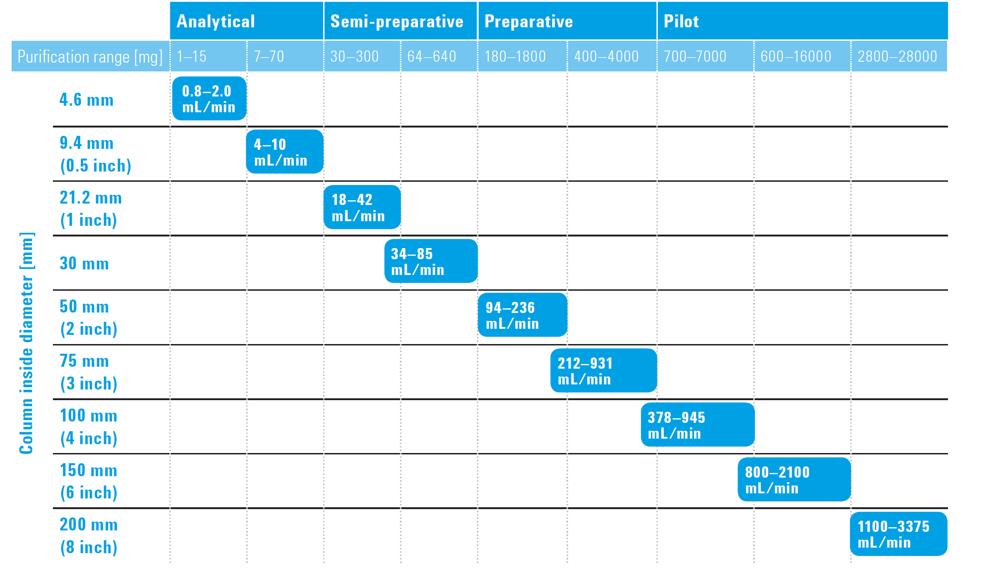 Analytical Semi-preparative Preparative Pilot
Purification range [mg] 1–15 7–70 30–300 64–640 180–1800 400–4000 700–7000 600–16000 2800–28000
Column inside diameter [mm]
4.6 mm
0.8–2.0
mL/min
9.4 mm
(0.5 inch)
4–10
mL/min
21.2 mm
(1 inch)
18–42
mL/min
30 mm
34–85
mL/min
50 mm
(2 inch)
94–236
mL/min
75 mm
(3 inch)
212–931
mL/min
100 mm
(4 inch)
378–945
mL/min
150 mm
(6 inch)
800–2100
mL/min
200 mm
(8 inch)
1100–3375
mL/min